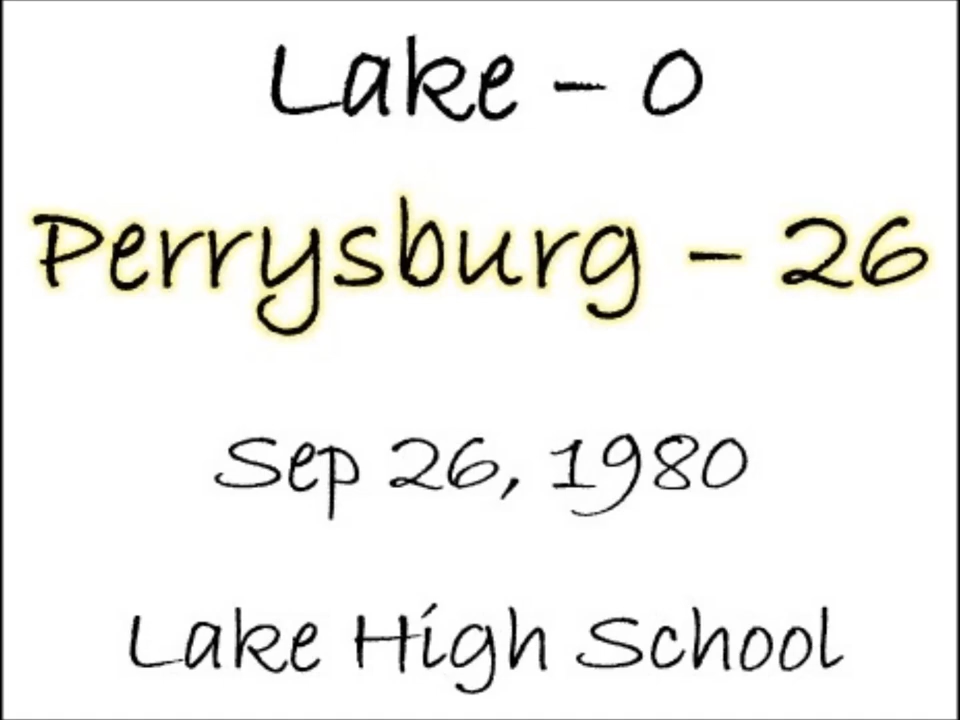 Lake - 0
Perrysburg - 26
Sep 26, 1980
Lake High School